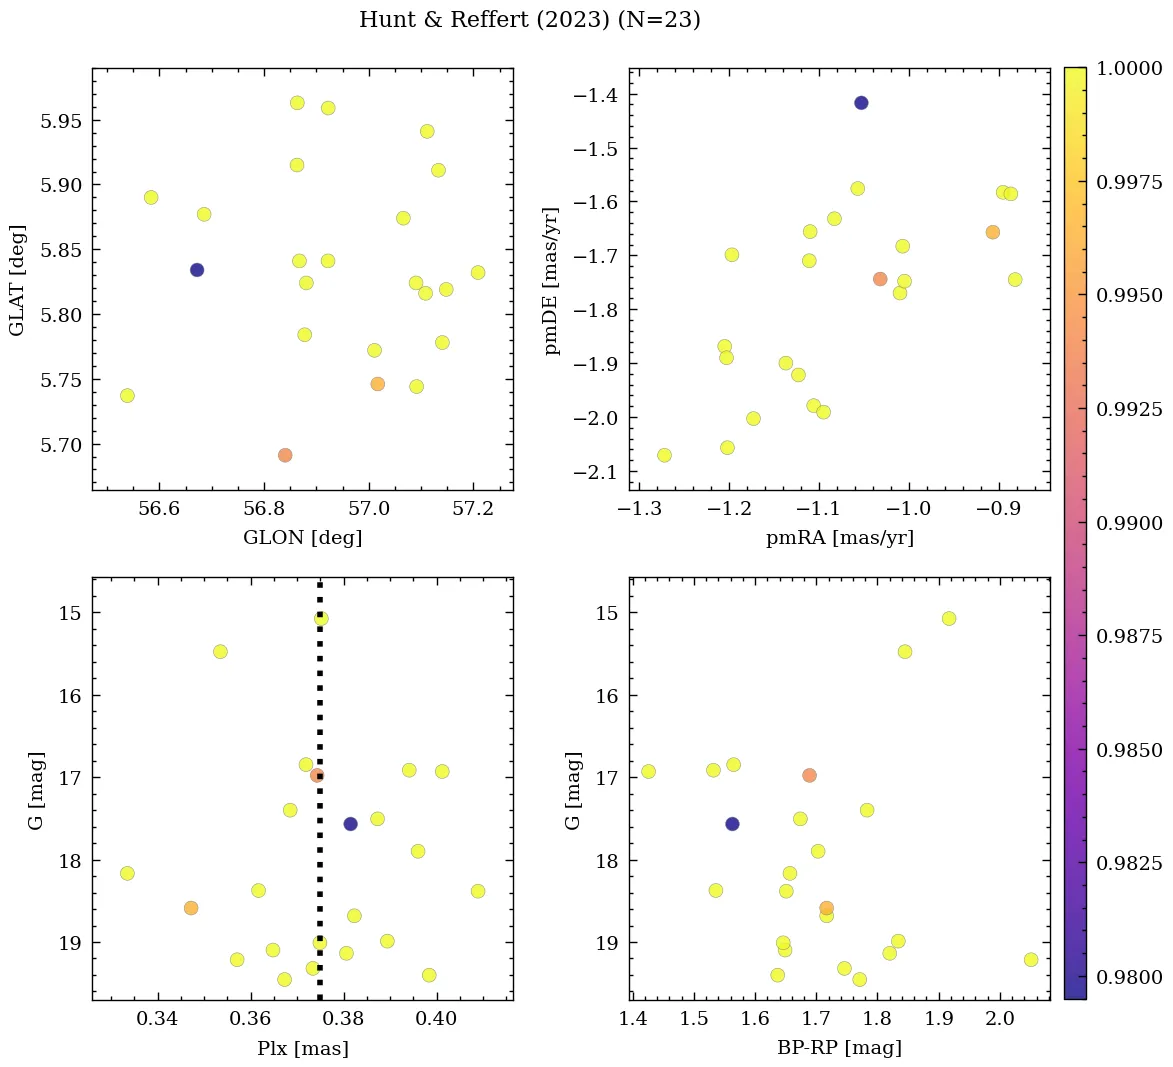 Hunt & Reffert (2023) (N=23)
5.95
5.90
5.85
5.80
5.75
5.70
GLAT [deg]
56.6 56.8 57.0 57.2
GLON [deg]
−1.4
−1.5
−1.6
−1.7
−1.8
−1.9
−2.0
−2.1
pmDE [mas/yr]
−1.3 −1.2 −1.1 −1.0 −0.9
pmRA [mas/yr]
15
16
17
18
19
G [mag]
0.34 0.36 0.38 0.40
Plx [mas]
15
16
17
18
19
G [mag]
1.4 1.5 1.6 1.7 1.8 1.9 2.0
BP-RP [mag]
1.0000
0.9975
0.9950
0.9925
0.9900
0.9875
0.9850
0.9825
0.9800